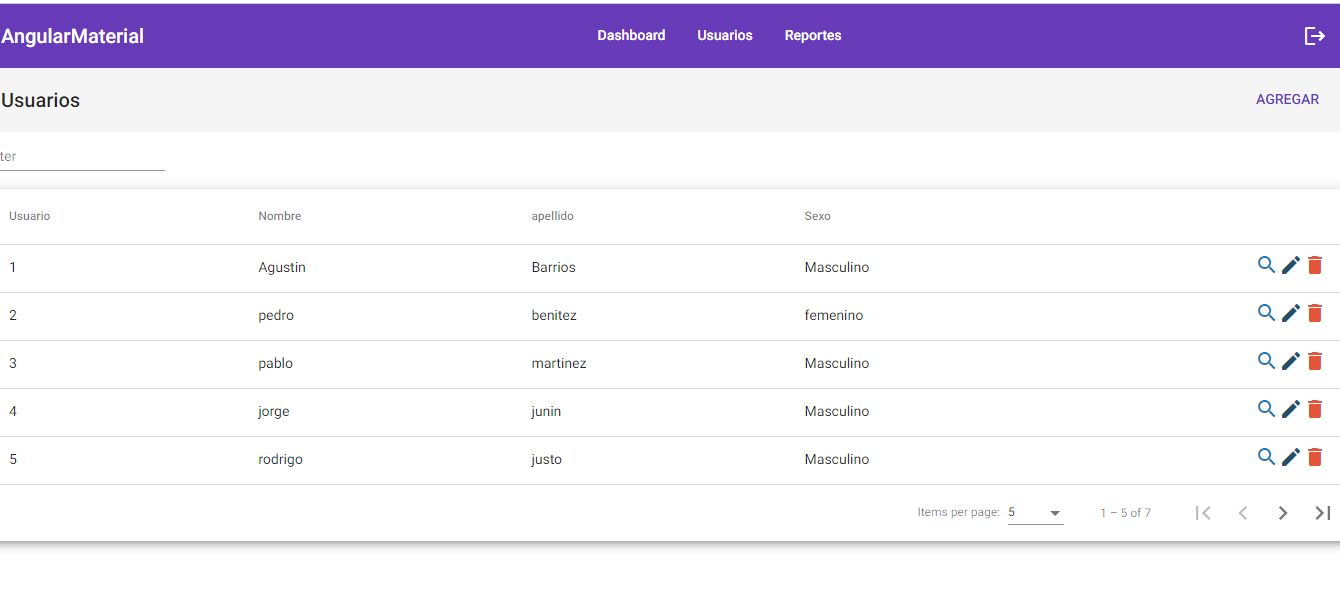 AngularMaterial Dashboard Usuarios Reportes
Usuarios AGREGAR
ter
Usuario Nombre apellido Sexo
1 Agustin Barrios Masculino
2 pedro benitez femenino
3 pablo martinez Masculino
4 jorge junin Masculino
5 rodrigo justo Masculino
Items per page: 5 1 – 5 of 7